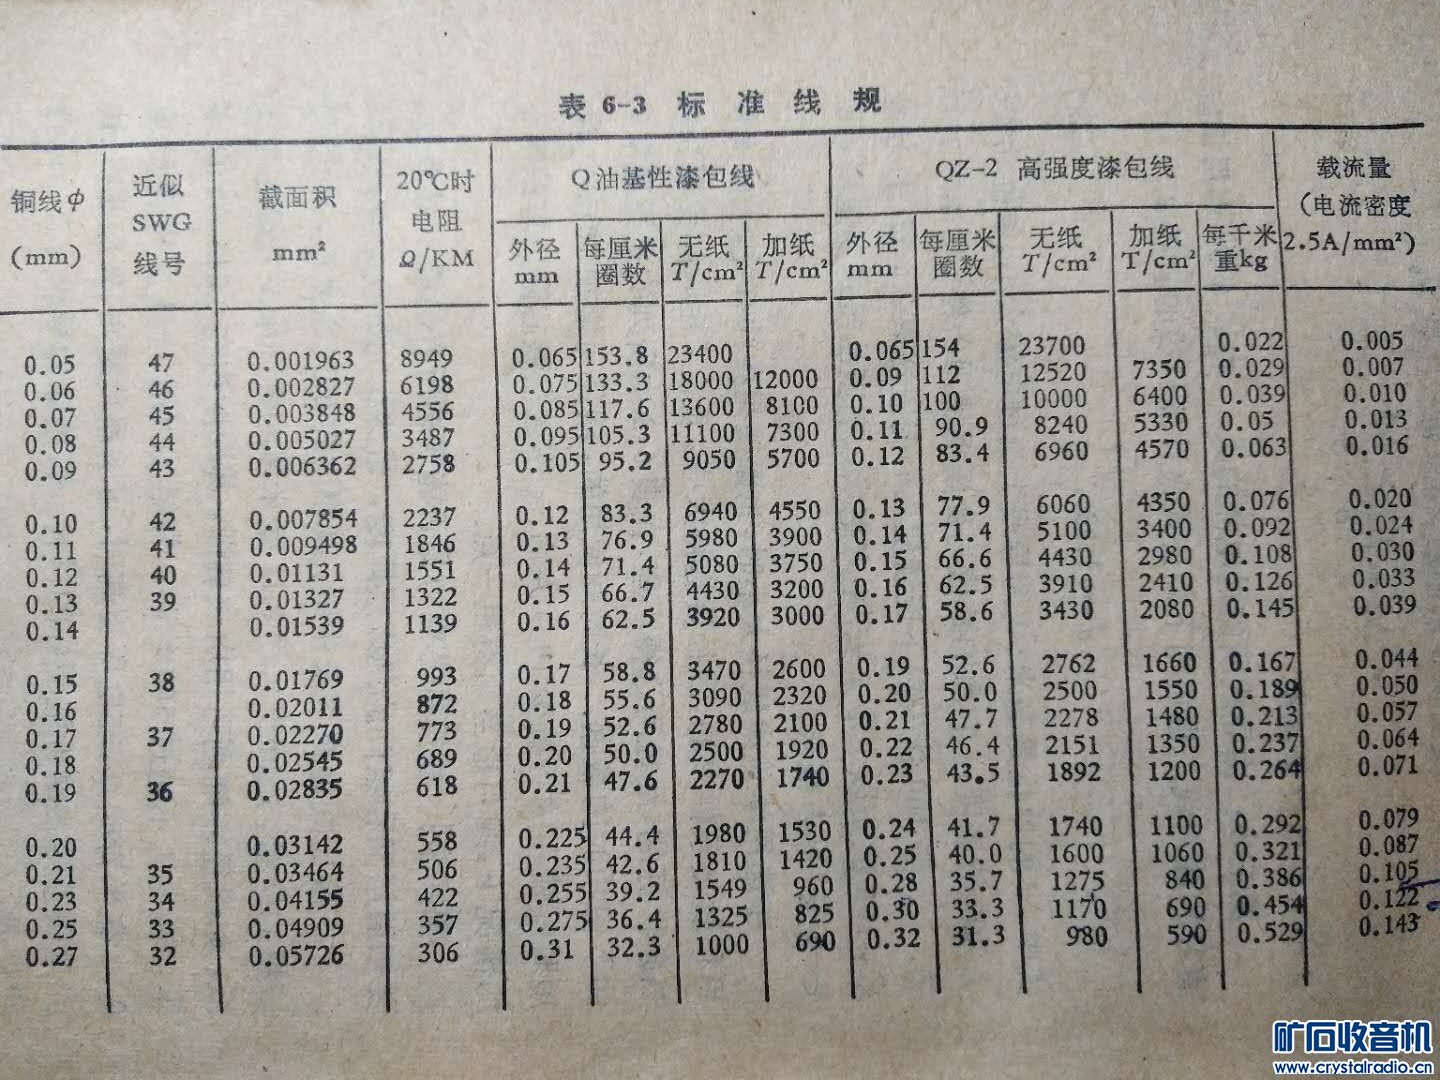 表 6-3 标 准 线 规
铜线ϕ (mm) 近似 SWG 线号 截面积 mm² 20℃时 电阻 Ω/KM Q油基性漆包线 QZ-2 高强度漆包线 载流量 (电流密度 2.5A/mm²)
外径 mm 每厘米圈数 无纸 T/cm² 加纸 T/cm² 外径 mm 每厘米圈数 无纸 T/cm² 加纸 T/cm² 每千米重kg
0.05 47 0.001963 8949 0.065 153.8 23400 0.065 154 23700 0.022 0.005
0.06 46 0.002827 6198 0.075 133.3 18000 12000 0.09 112 12520 7350 0.029 0.007
0.07 45 0.003848 4556 0.085 117.6 13600 8100 0.10 100 10000 6400 0.039 0.010
0.08 44 0.005027 3487 0.095 105.3 11100 7300 0.11 90.9 8240 5330 0.05 0.013
0.09 43 0.006362 2758 0.105 95.2 9050 5700 0.12 83.4 6960 4570 0.063 0.016
0.10 42 0.007854 2237 0.12 83.3 6940 4550 0.13 77.9 6060 4350 0.076 0.020
0.11 41 0.009498 1846 0.13 76.9 5980 3900 0.14 71.4 5100 3400 0.092 0.024
0.12 40 0.01131 1551 0.14 71.4 5080 3750 0.15 66.6 4430 2980 0.108 0.030
0.13 39 0.01327 1322 0.15 66.7 4430 3200 0.16 62.5 3910 2410 0.126 0.033
0.14 0.01539 1139 0.16 62.5 3920 3000 0.17 58.6 3430 2080 0.145 0.039
0.15 38 0.01769 993 0.17 58.8 3470 2600 0.19 52.6 2762 1660 0.167 0.044
0.16 0.02011 872 0.18 55.6 3090 2320 0.20 50.0 2500 1550 0.189 0.050
0.17 37 0.02270 773 0.19 52.6 2780 2100 0.21 47.7 2278 1480 0.213 0.057
0.18 0.02545 689 0.20 50.0 2500 1920 0.22 46.4 2151 1350 0.237 0.064
0.19 36 0.02835 618 0.21 47.6 2270 1740 0.23 43.5 1892 1200 0.264 0.071
0.20 0.03142 558 0.225 44.4 1980 1530 0.24 41.7 1740 1100 0.292 0.079
0.21 35 0.03464 506 0.235 42.6 1810 1420 0.25 40.0 1600 1060 0.321 0.087
0.23 34 0.04155 422 0.255 39.2 1549 960 0.28 35.7 1275 840 0.386 0.105
0.25 33 0.04909 357 0.275 36.4 1325 825 0.30 33.3 1170 690 0.454 0.122
0.27 32 0.05726 306 0.31 32.3 1000 690 0.32 31.3 980 590 0.529 0.143
矿石收音机
www.crystalradio.cn